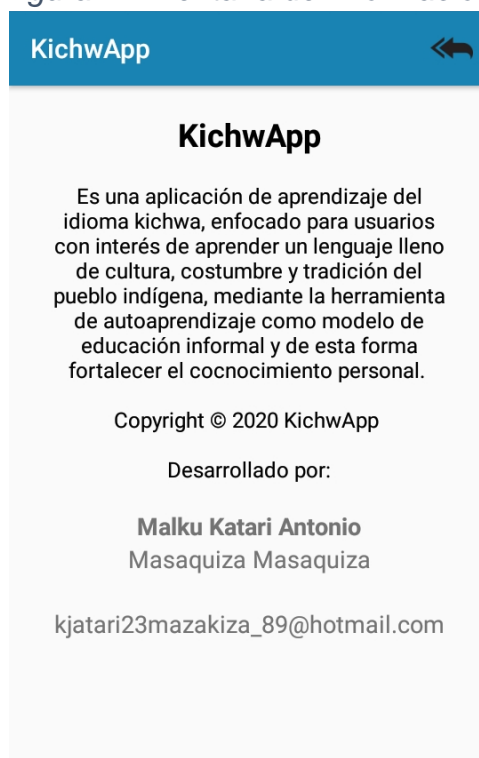 KichwApp
KichwApp
Es una aplicación de aprendizaje del
idioma kichwa, enfocado para usuarios
con interés de aprender un lenguaje lleno
de cultura, costumbre y tradición del
pueblo indígena, mediante la herramienta
de autoaprendizaje como modelo de
educación informal y de esta forma
fortalecer el cocnocimiento personal.
Copyright © 2020 KichwApp
Desarrollado por:
Malku Katari Antonio
Masaquiza Masaquiza
kjatari23mazakiza_89@hotmail.com